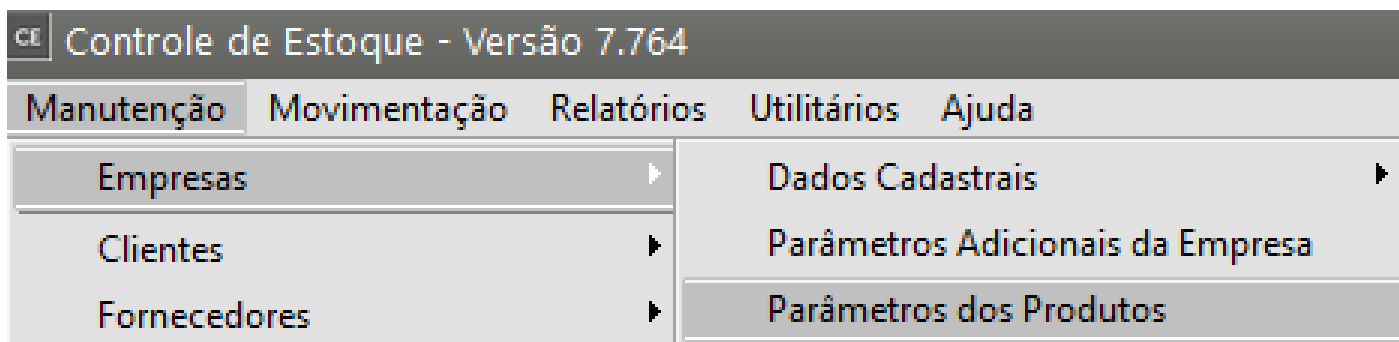 CE Controle de Estoque - Versão 7.764
Manutenção Movimentação Relatórios Utilitários Ajuda
Empresas Dados Cadastrais
Clientes Parâmetros Adicionais da Empresa
Fornecedores Parâmetros dos Produtos